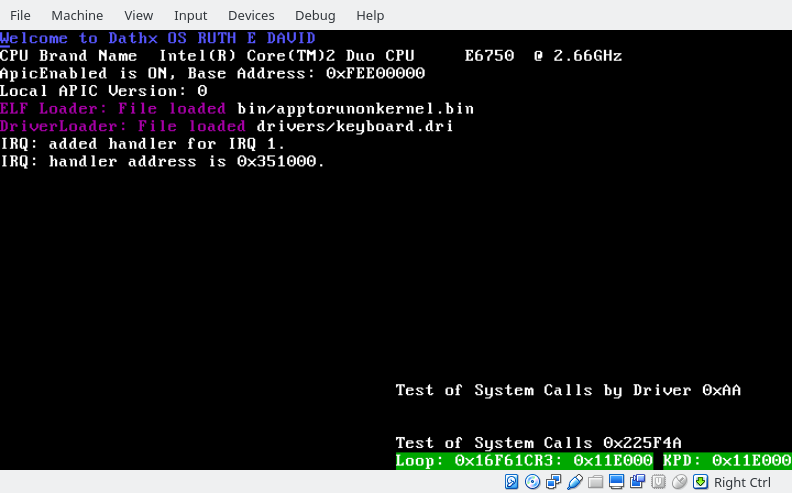 File Machine View Input Devices Debug Help
Welcome to Dathx OS RUTH E DAVID
CPU Brand Name  Intel(R) Core(TM)2 Duo CPU     E6750  @ 2.66GHz
ApicEnabled is ON, Base Address: 0xFEE00000
Local APIC Version: 0
ELF Loader: File loaded bin/apptorunonkernel.bin
DriverLoader: File loaded drivers/keyboard.dri
IRQ: added handler for IRQ 1.
IRQ: handler address is 0x351000.
Test of System Calls by Driver 0xAA
Test of System Calls 0x225F4A
Loop: 0x16F61CR3: 0x11E000 KPD: 0x11E000
Right Ctrl